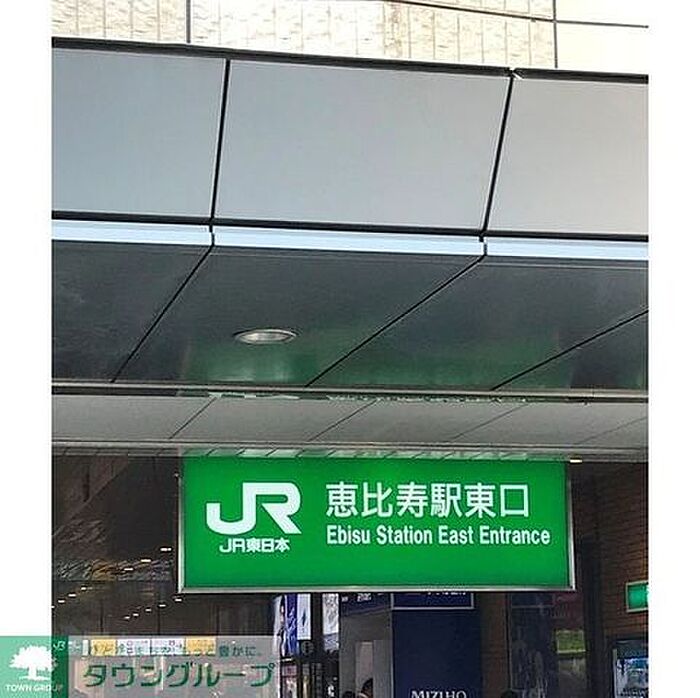 JR
JR東日本
恵比寿駅東口
Ebisu Station East Entrance
MIZUHO
TOWN GROUP
タウングループ